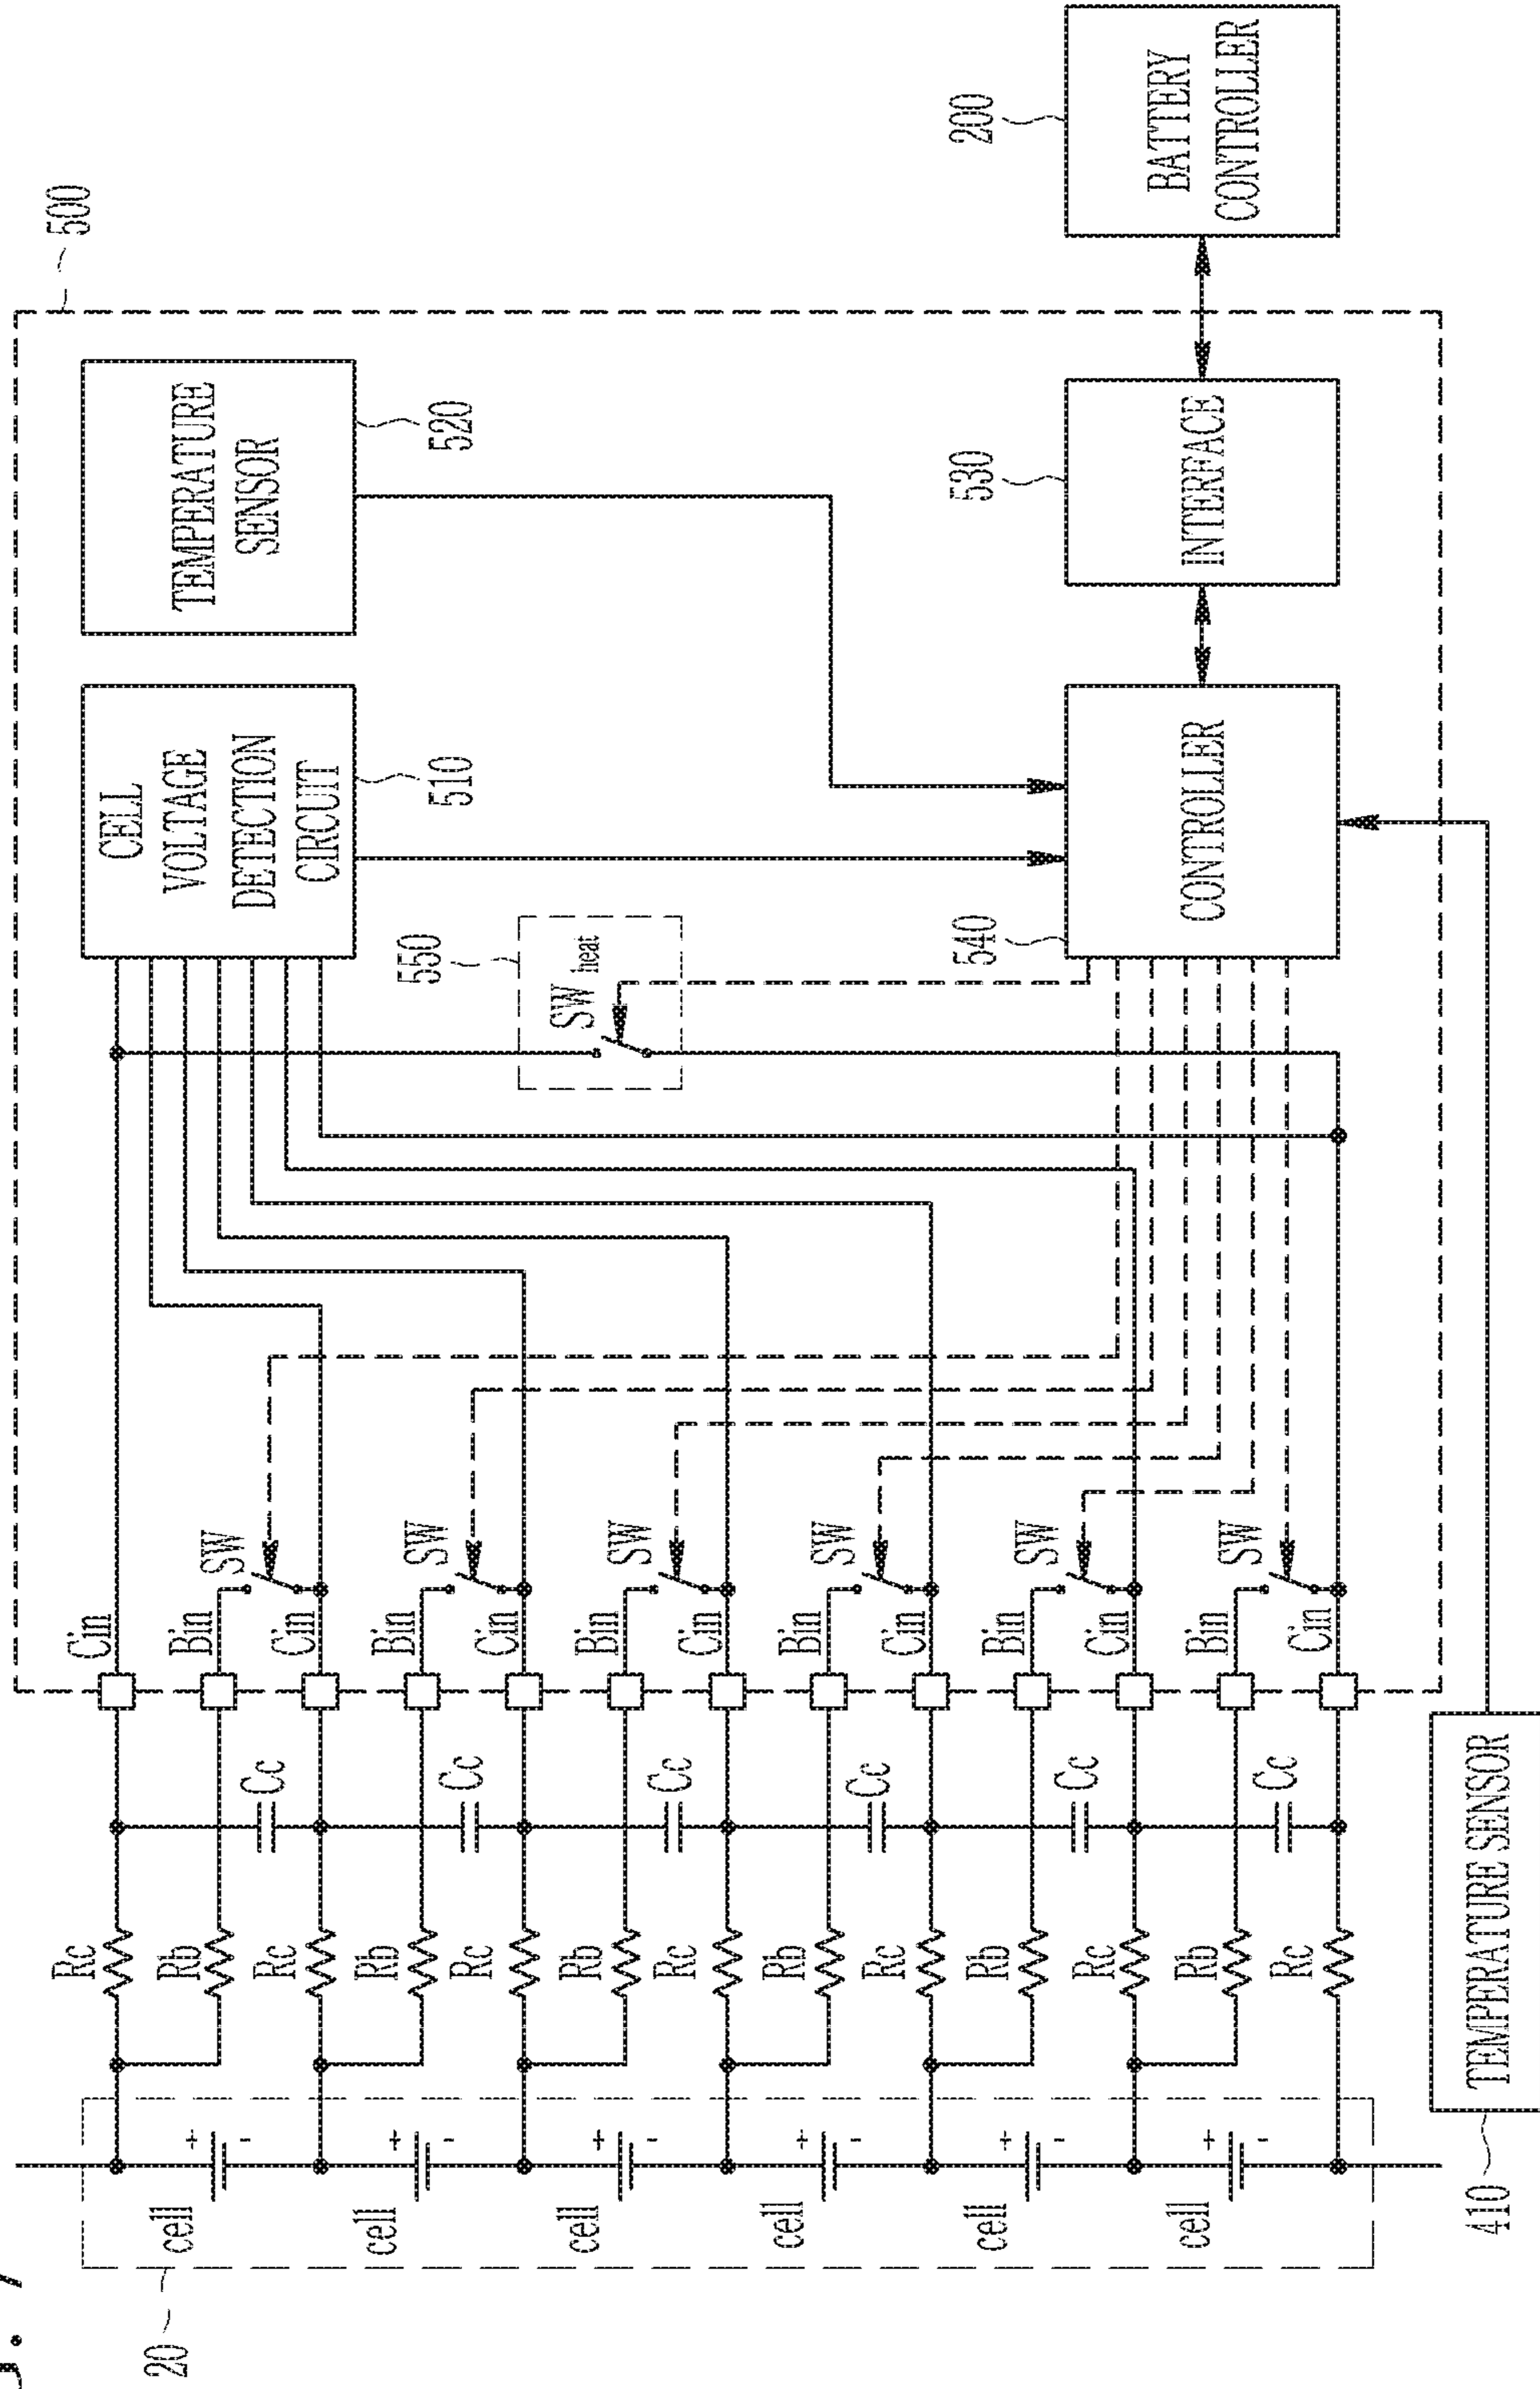 20
cell
cell
cell
cell
cell
cell
+
-
+
-
+
-
+
-
+
-
+
-
Rc
Rb
Rc
Rb
Rc
Rb
Rc
Rb
Rc
Rb
Rc
Rb
Rc
Cc
Cc
Cc
Cc
Cc
Cc
Cin
Bin
Cin
Bin
Cin
Bin
Cin
Bin
Cin
Bin
Cin
Bin
Cin
SW
SW
SW
SW
SW
SW
500
CELL
VOLTAGE
DETECTION
CIRCUIT
510
TEMPERATURE
SENSOR
520
550
SW heat
540
CONTROLLER
530
INTERFACE
200
BATTERY
CONTROLLER
410
TEMPERATURE SENSOR